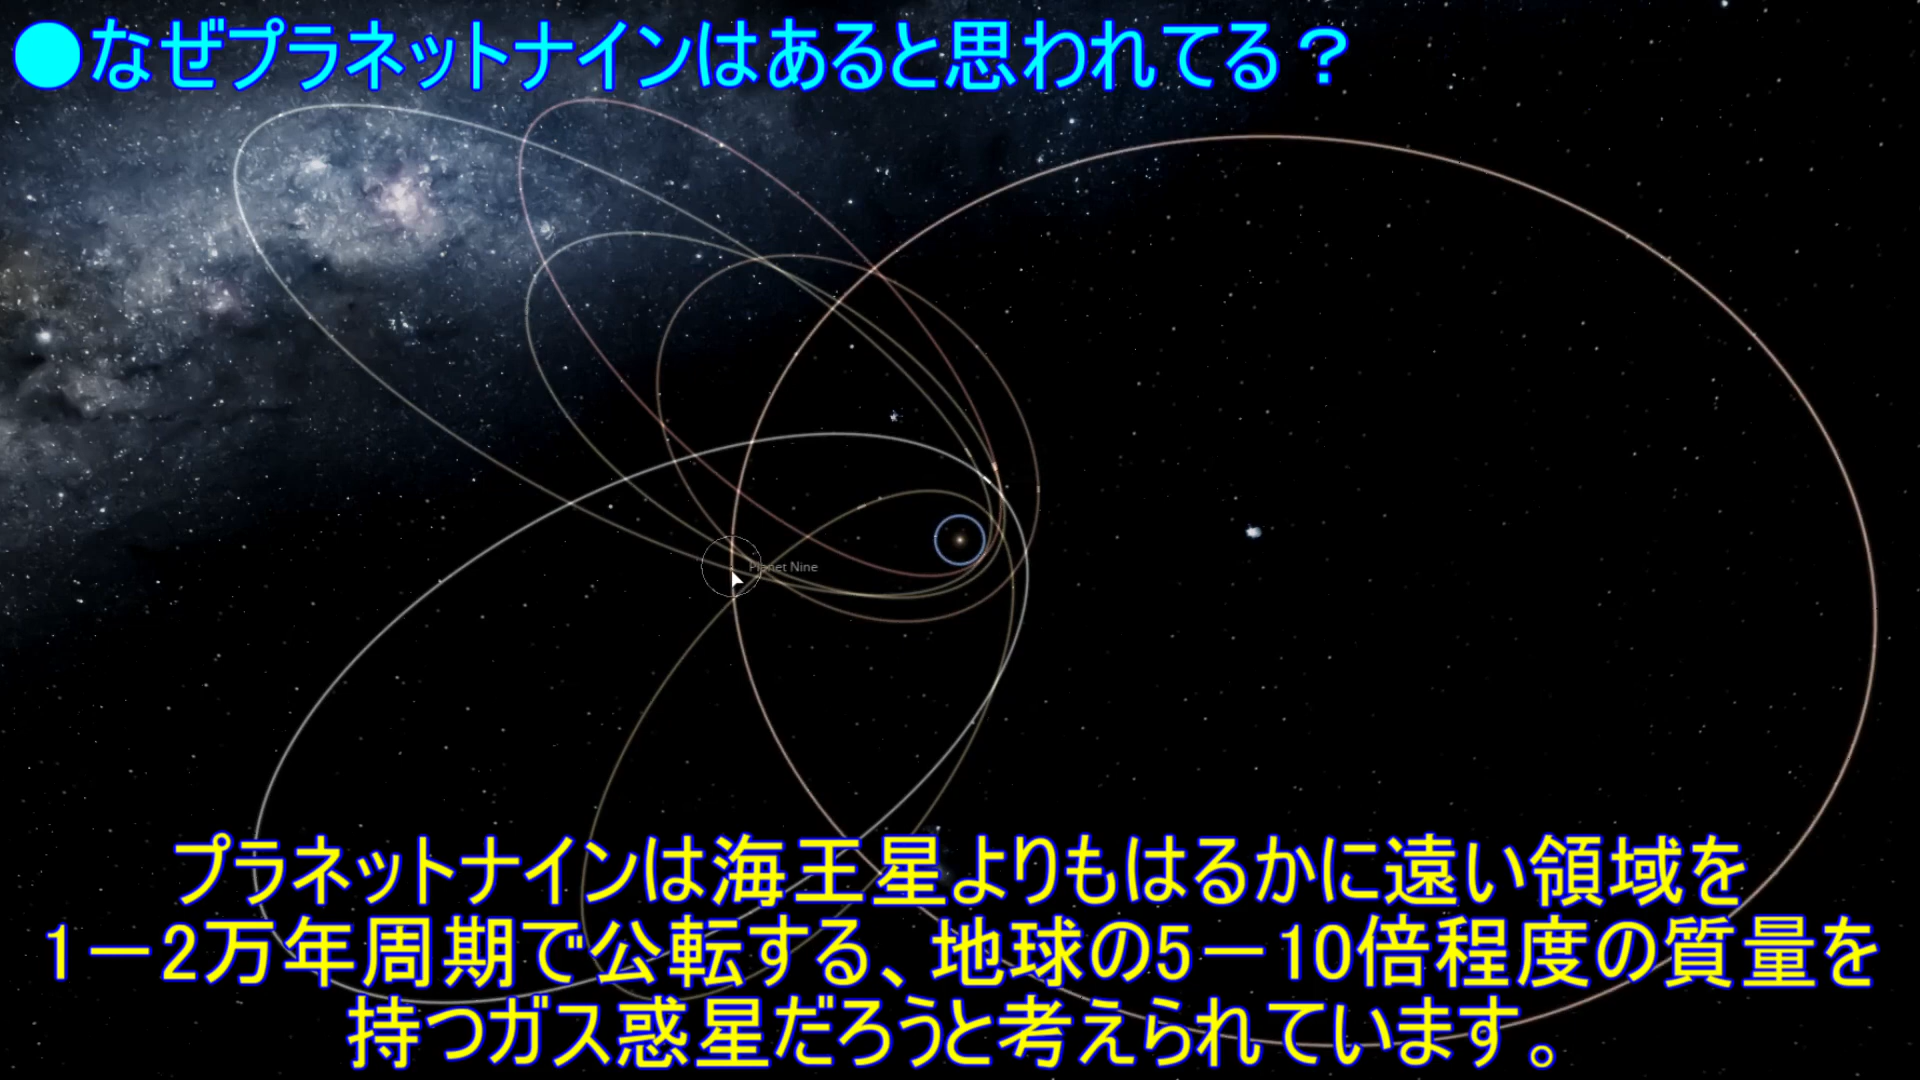 ●なぜプラネットナインはあると思われてる？
Planet Nine
プラネットナインは海王星よりもはるかに遠い領域を
1－2万年周期で公転する、地球の5－10倍程度の質量を
持つガス惑星だろうと考えられています。